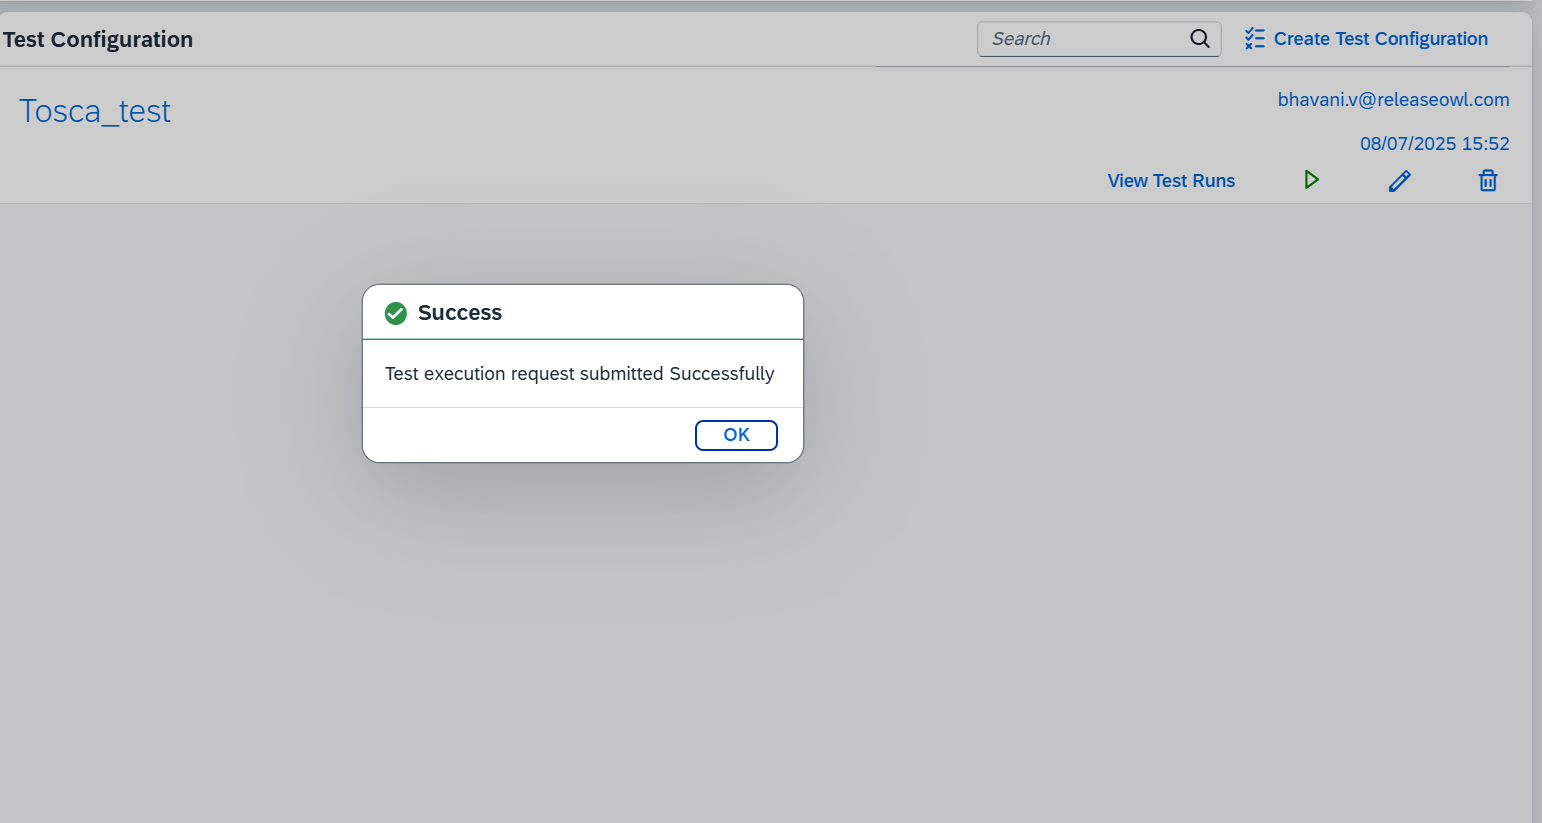 Test Configuration
Search
Create Test Configuration
Tosca_test
bhavani.v@releaseowl.com
08/07/2025 15:52
View Test Runs
Success
Test execution request submitted Successfully
OK